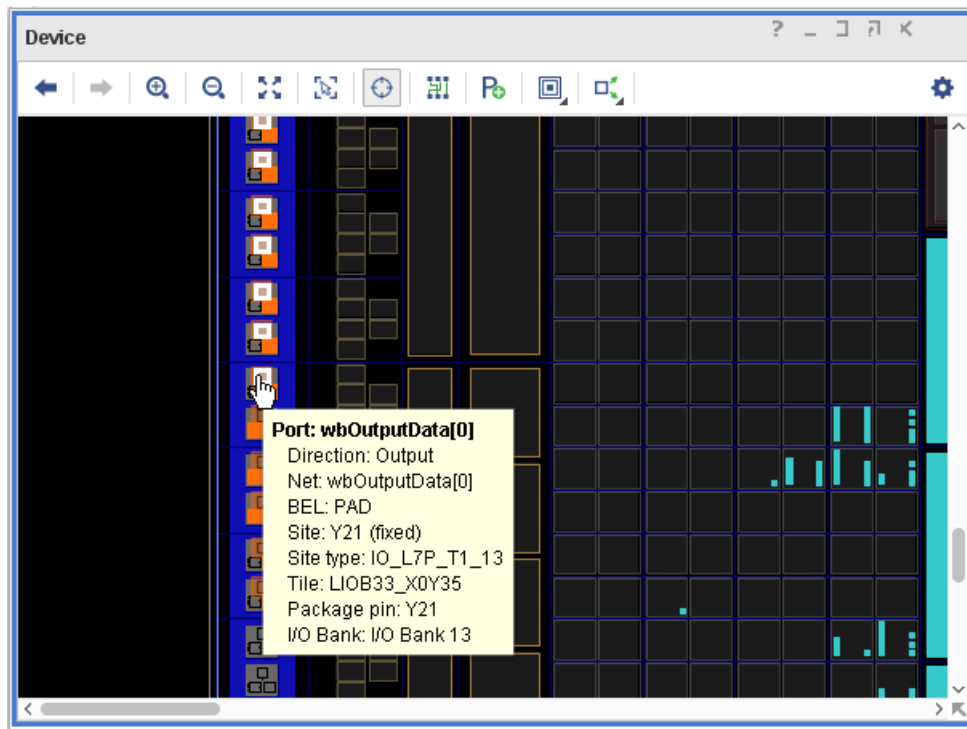 Device
Port: wbOutputData[0]
Direction: Output
Net: wbOutputData[0]
BEL: PAD
Site: Y21 (fixed)
Site type: IO_L7P_T1_13
Tile: LIOB33_X0Y35
Package pin: Y21
I/O Bank: I/O Bank 13